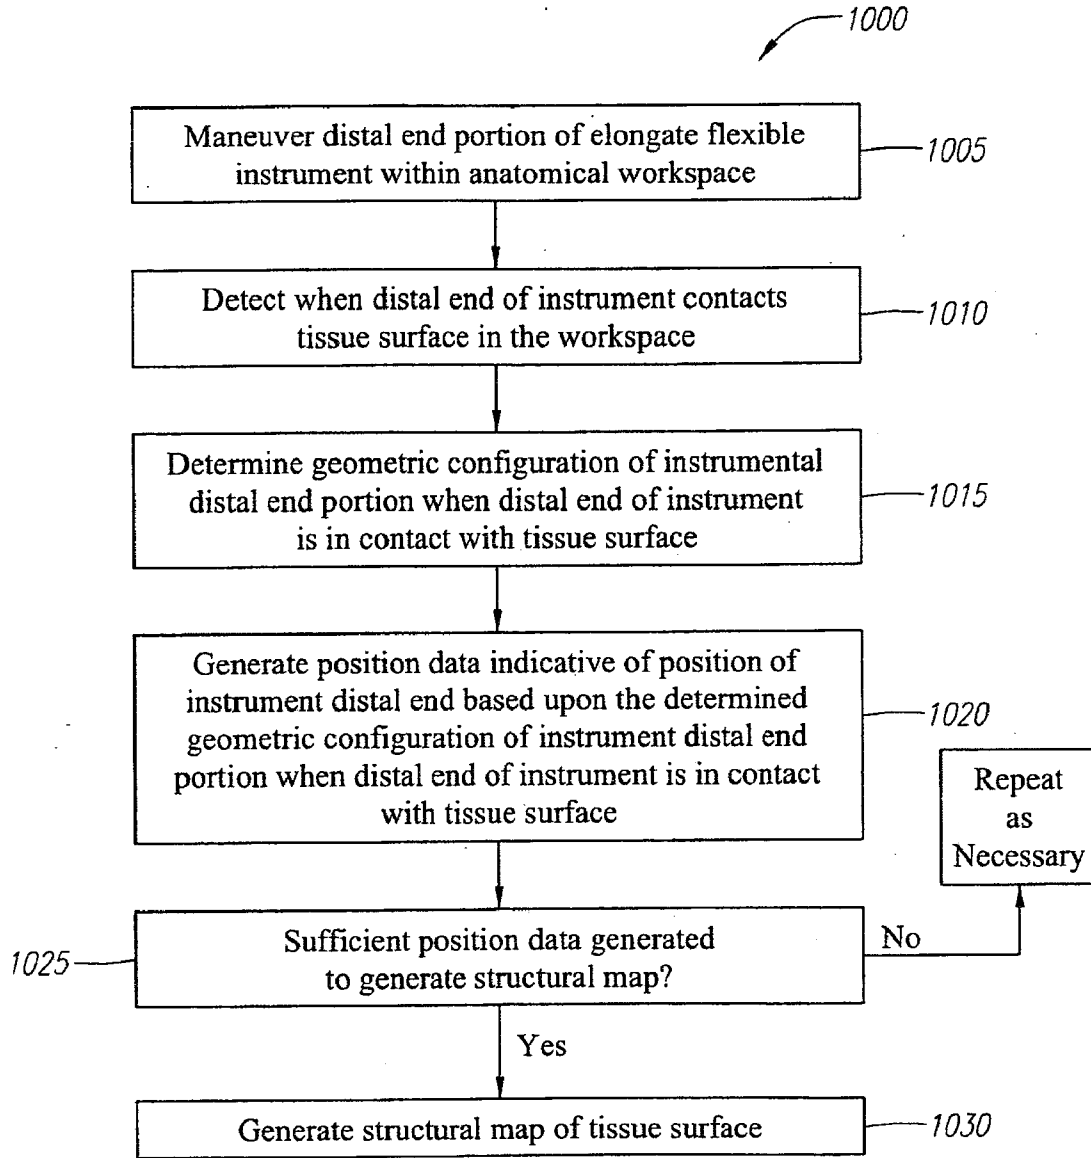 1000
Maneuver distal end portion of elongate flexible
instrument within anatomical workspace
1005
Detect when distal end of instrument contacts
tissue surface in the workspace
1010
Determine geometric configuration of instrumental
distal end portion when distal end of instrument
is in contact with tissue surface
1015
Generate position data indicative of position of
instrument distal end based upon the determined
geometric configuration of instrument distal end
portion when distal end of instrument is in contact
with tissue surface
1020
Repeat
as
Necessary
Sufficient position data generated
to generate structural map?
1025
No
Yes
Generate structural map of tissue surface
1030